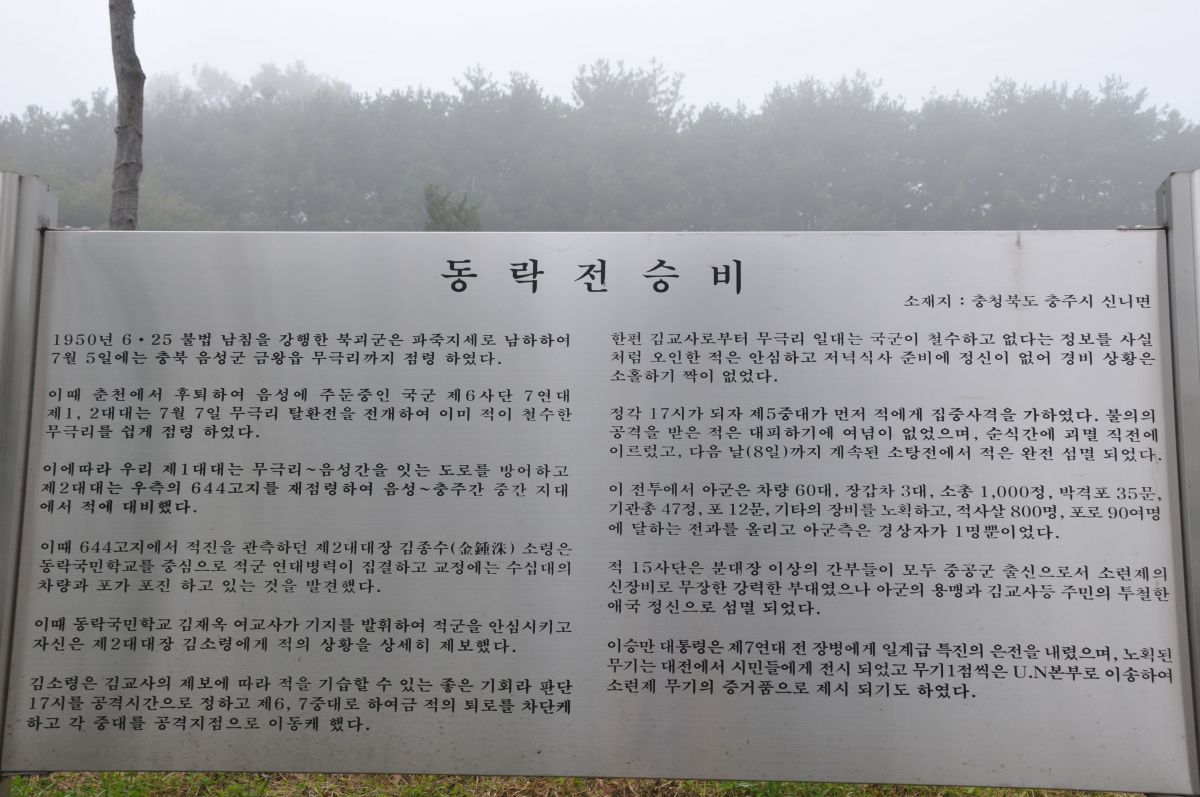 동락전승비
소재지 : 충청북도 충주시 신니면
1950년 6·25 불법 남침을 강행한 북괴군은 파죽지세로 남하하여
7월 5일에는 충북 음성군 금왕읍 무극리까지 점령 하였다.
이때 춘천에서 후퇴하여 음성에 주둔중인 국군 제6사단 7연대
제1, 2대대는 7월 7일 무극리 탈환전을 전개하여 이미 적이 철수한
무극리를 쉽게 점령 하였다.
이에따라 우리 제1대대는 무극리~음성간을 잇는 도로를 방어하고
제2대대는 우측의 644고지를 재점령하여 음성~충주간 중간 지대
에서 적에 대비했다.
이때 644고지에서 적진을 관측하던 제2대대장 김종수(金鍾洙) 소령은
동락국민학교를 중심으로 적군 연대병력이 집결하고 교정에는 수십대의
차량과 포가 포진 하고 있는 것을 발견했다.
이때 동락국민학교 김재옥 여교사가 기지를 발휘하여 적군을 안심시키고
자신은 제2대대장 김소령에게 적의 상황을 상세히 제보했다.
김소령은 김교사의 제보에 따라 적을 기습할 수 있는 좋은 기회라 판단
17시를 공격시간으로 정하고 제6, 7중대로 하여금 적의 퇴로를 차단케
하고 각 중대를 공격지점으로 이동케 했다.
한편 김교사로부터 무극리 일대는 국군이 철수하고 없다는 정보를 사실
처럼 오인한 적은 안심하고 저녁식사 준비에 정신이 없어 경비 상황은
소홀하기 짝이 없었다.
정각 17시가 되자 제5중대가 먼저 적에게 집중사격을 가하였다. 불의의
공격을 받은 적은 대피하기에 여념이 없었으며, 순식간에 괴멸 직전에
이르렀고, 다음 날(8일)까지 계속된 소탕전에서 적은 완전 섬멸 되었다.
이 전투에서 아군은 차량 60대, 장갑차 3대, 소총 1,000정, 박격포 35문,
기관총 47정, 포 12문, 기타의 장비를 노획하고, 적사살 800명, 포로 90여명
에 달하는 전과를 올리고 아군측은 경상자가 1명뿐이었다.
적 15사단은 분대장 이상의 간부들이 모두 중공군 출신으로서 소련제의
신장비로 무장한 강력한 부대였으나 아군의 용맹과 김교사등 주민의 투철한
애국 정신으로 섬멸 되었다.
이승만 대통령은 제7연대 전 장병에게 일계급 특진의 은전을 내렸으며, 노획된
무기는 대전에서 시민들에게 전시 되었고 무기1점씩은 U.N본부로 이송하여
소련제 무기의 증거품으로 제시 되기도 하였다.